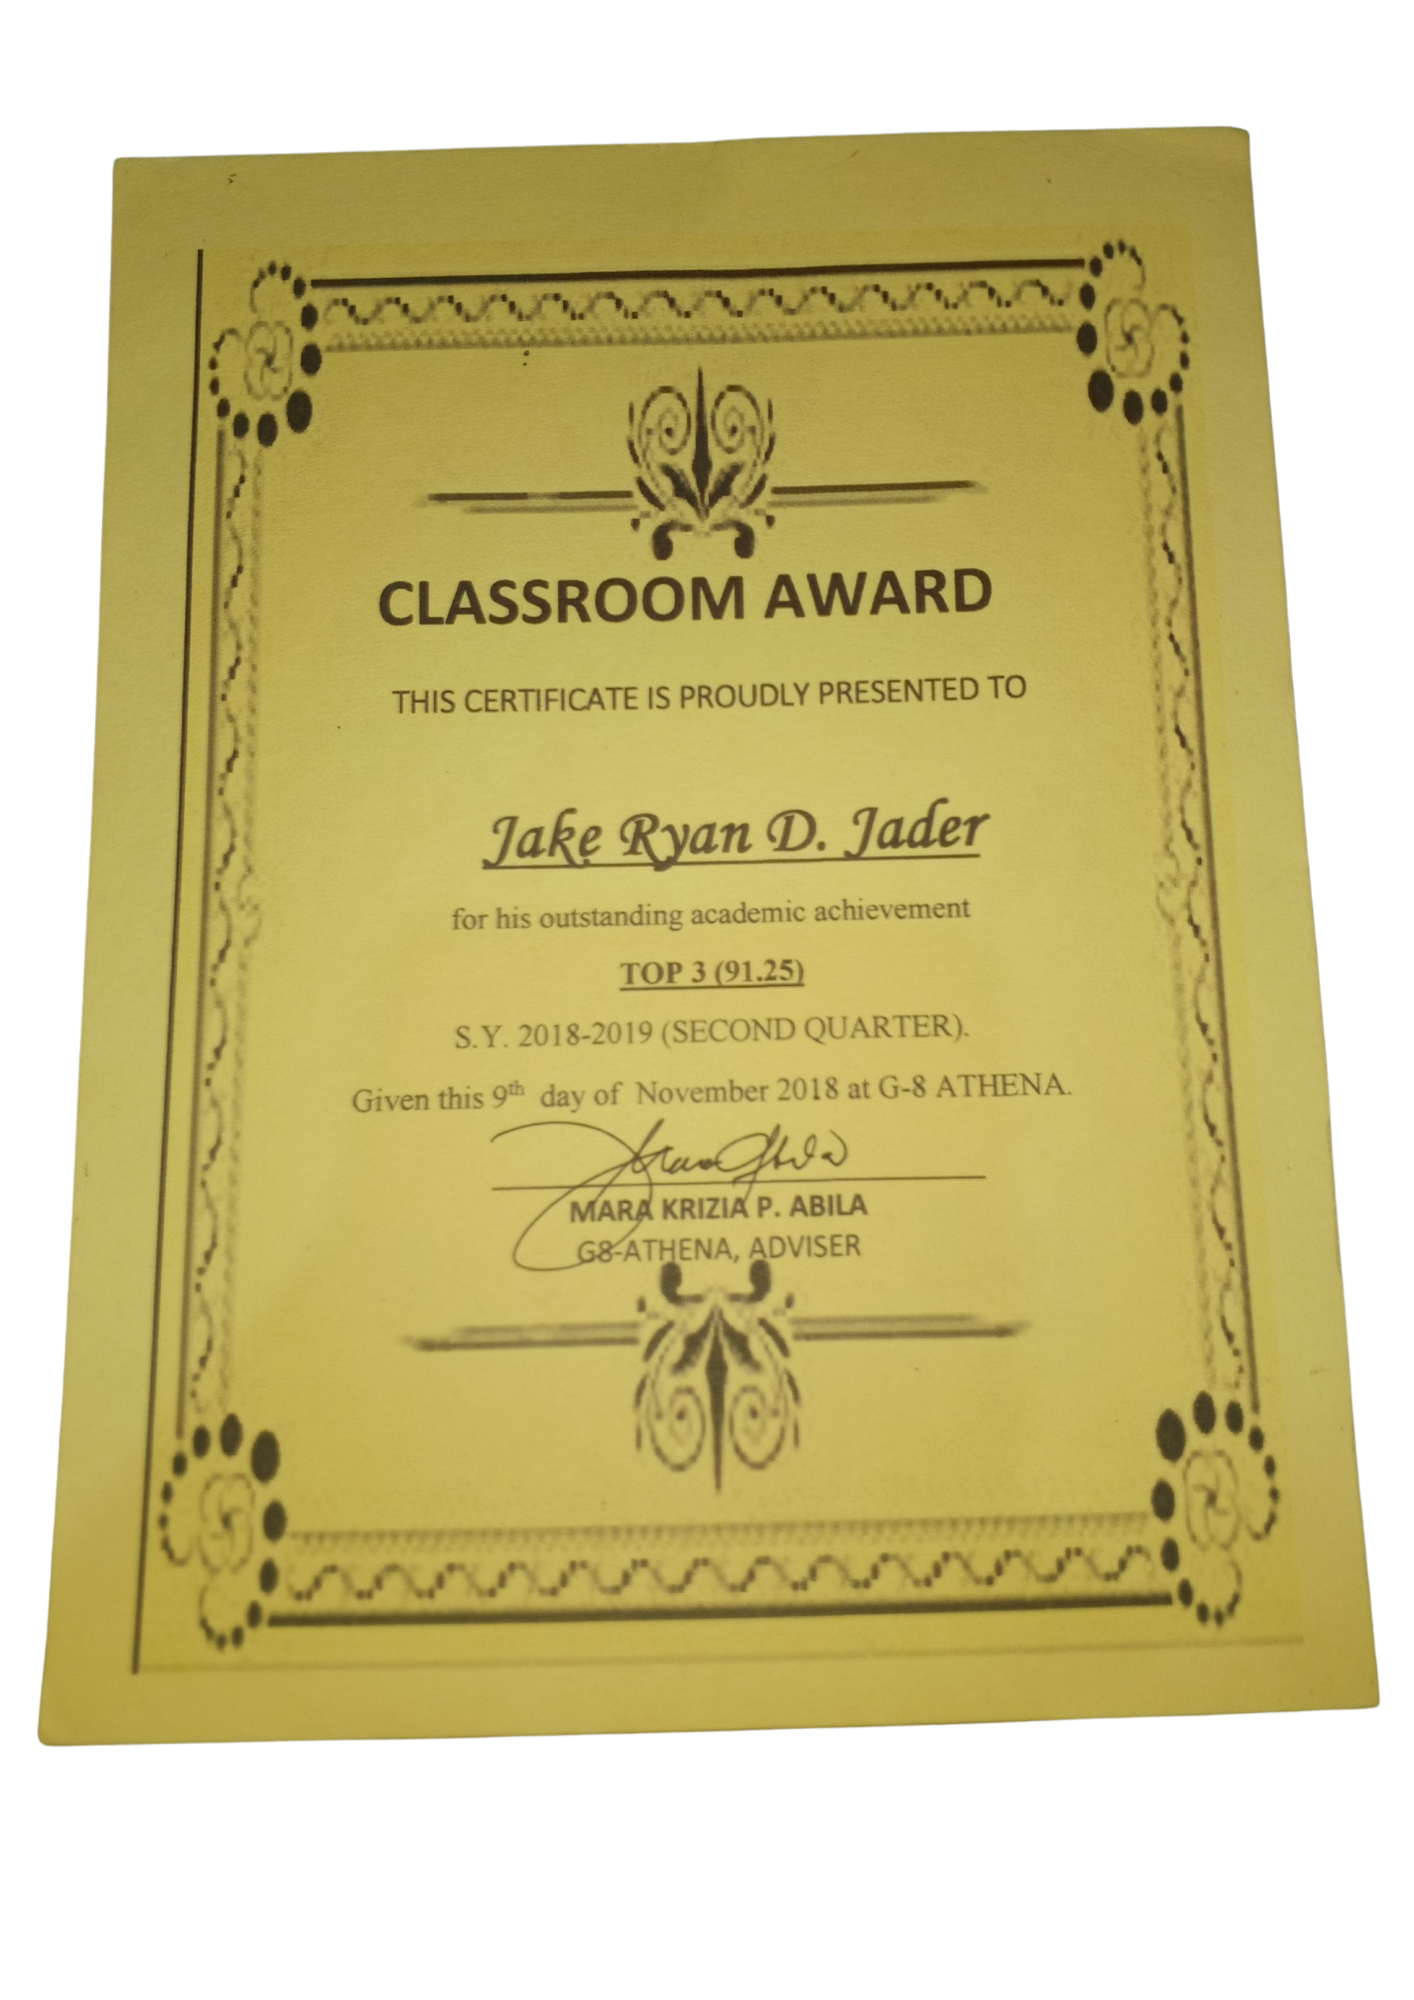 CLASSROOM AWARD
THIS CERTIFICATE IS PROUDLY PRESENTED TO
Jake Ryan D. Jader
for his outstanding academic achievement
TOP 3 (91.25)
S.Y. 2018-2019 (SECOND QUARTER).
Given this 9th day of November 2018 at G-8 ATHENA.
MARA KRIZIA P. ABILA
G8-ATHENA, ADVISER